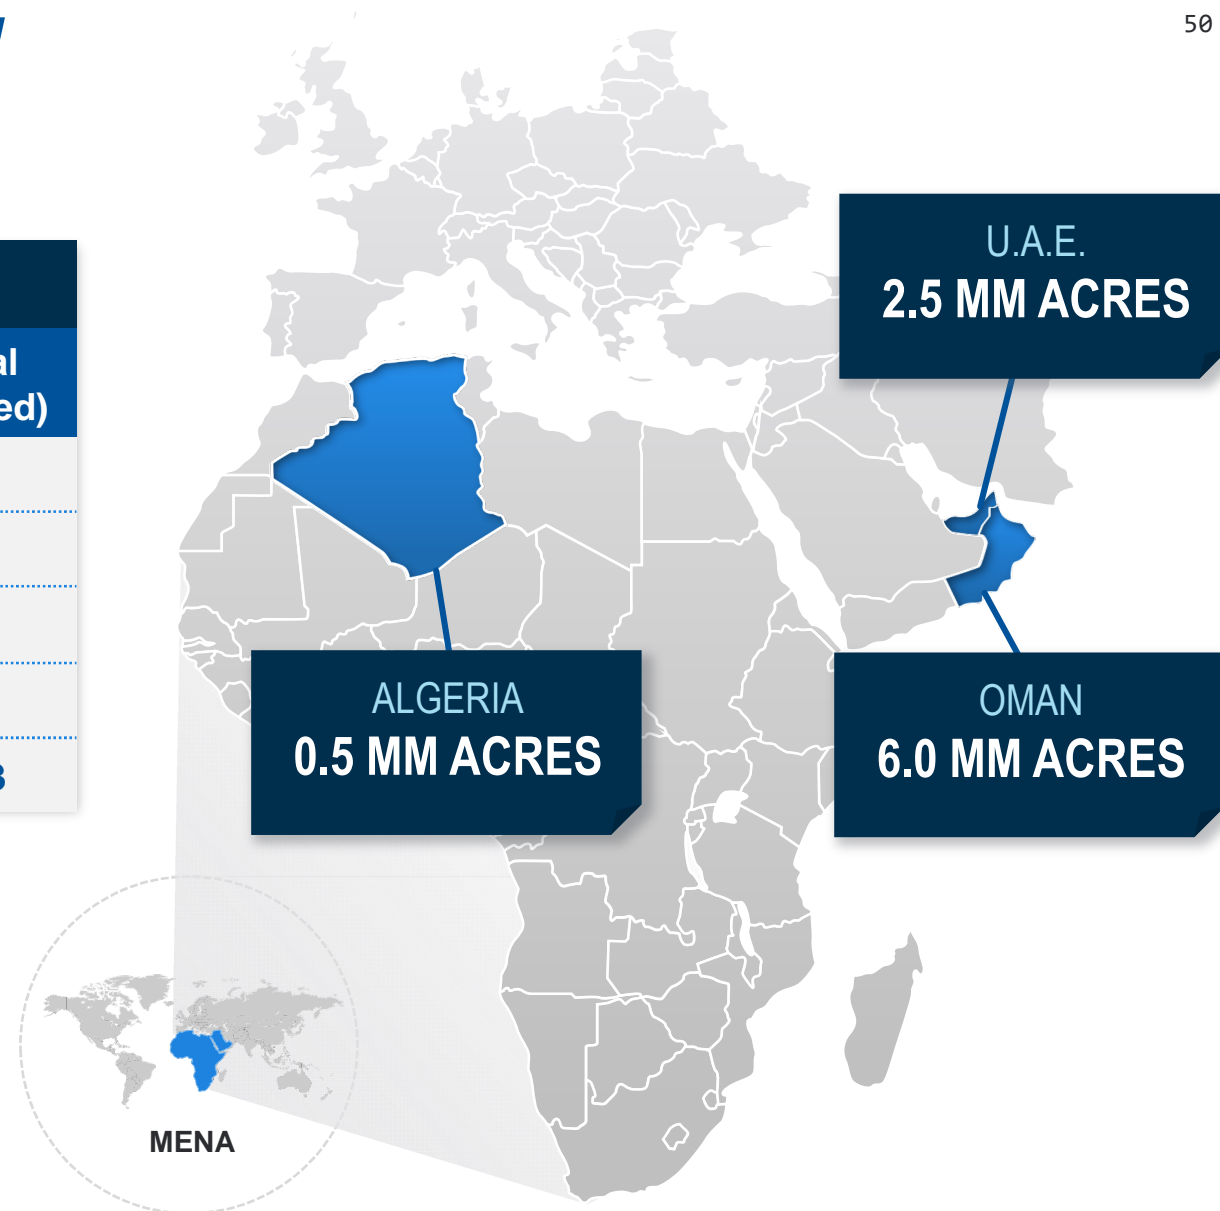 50
U.A.E.
2.5 MM ACRES
ALGERIA
0.5 MM ACRES
OMAN
6.0 MM ACRES
MENA